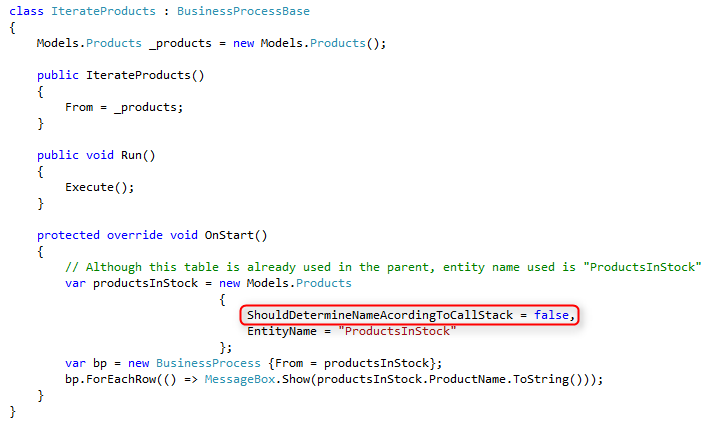 class IterateProducts : BusinessProcessBase
{
    Models.Products _products = new Models.Products();

    public IterateProducts()
    {
        From = _products;
    }

    public void Run()
    {
        Execute();
    }

    protected override void OnStart()
    {
        // Although this table is already used in the parent, entity name used is "ProductsInStock"
        var productsInStock = new Models.Products
                              {
                                  ShouldDetermineNameAcordingToCallStack = false,
                                  EntityName = "ProductsInStock"
                              };
        var bp = new BusinessProcess {From = productsInStock};
        bp.ForEachRow(() => MessageBox.Show(productsInStock.ProductName.ToString()));
    }
}